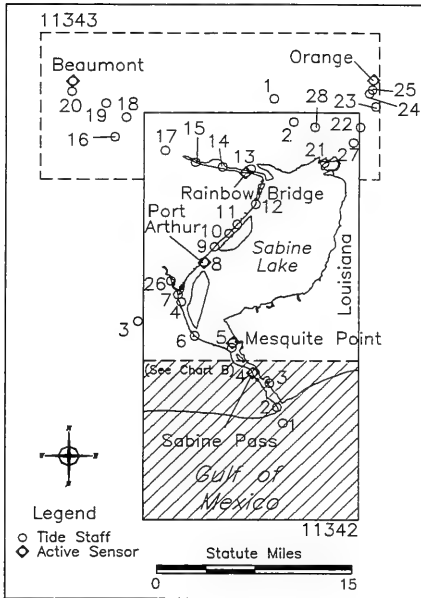 11343
Beaumont
Orange
1
25
20
19
18
23
24
16
2
28
22
17
15
14
13
21
27
Rainbow Bridge
12
Port
Arthur
11
10
9
Sabine
Lake
8
Louisiana
26
7
4
3
6
5
Mesquite Point
(See Chart B)
4
3
2
1
Sabine Pass
Gulf of
Mexico
N
W
E
S
Legend
○ Tide Staff
◇ Active Sensor
11342
Statute Miles
0
15